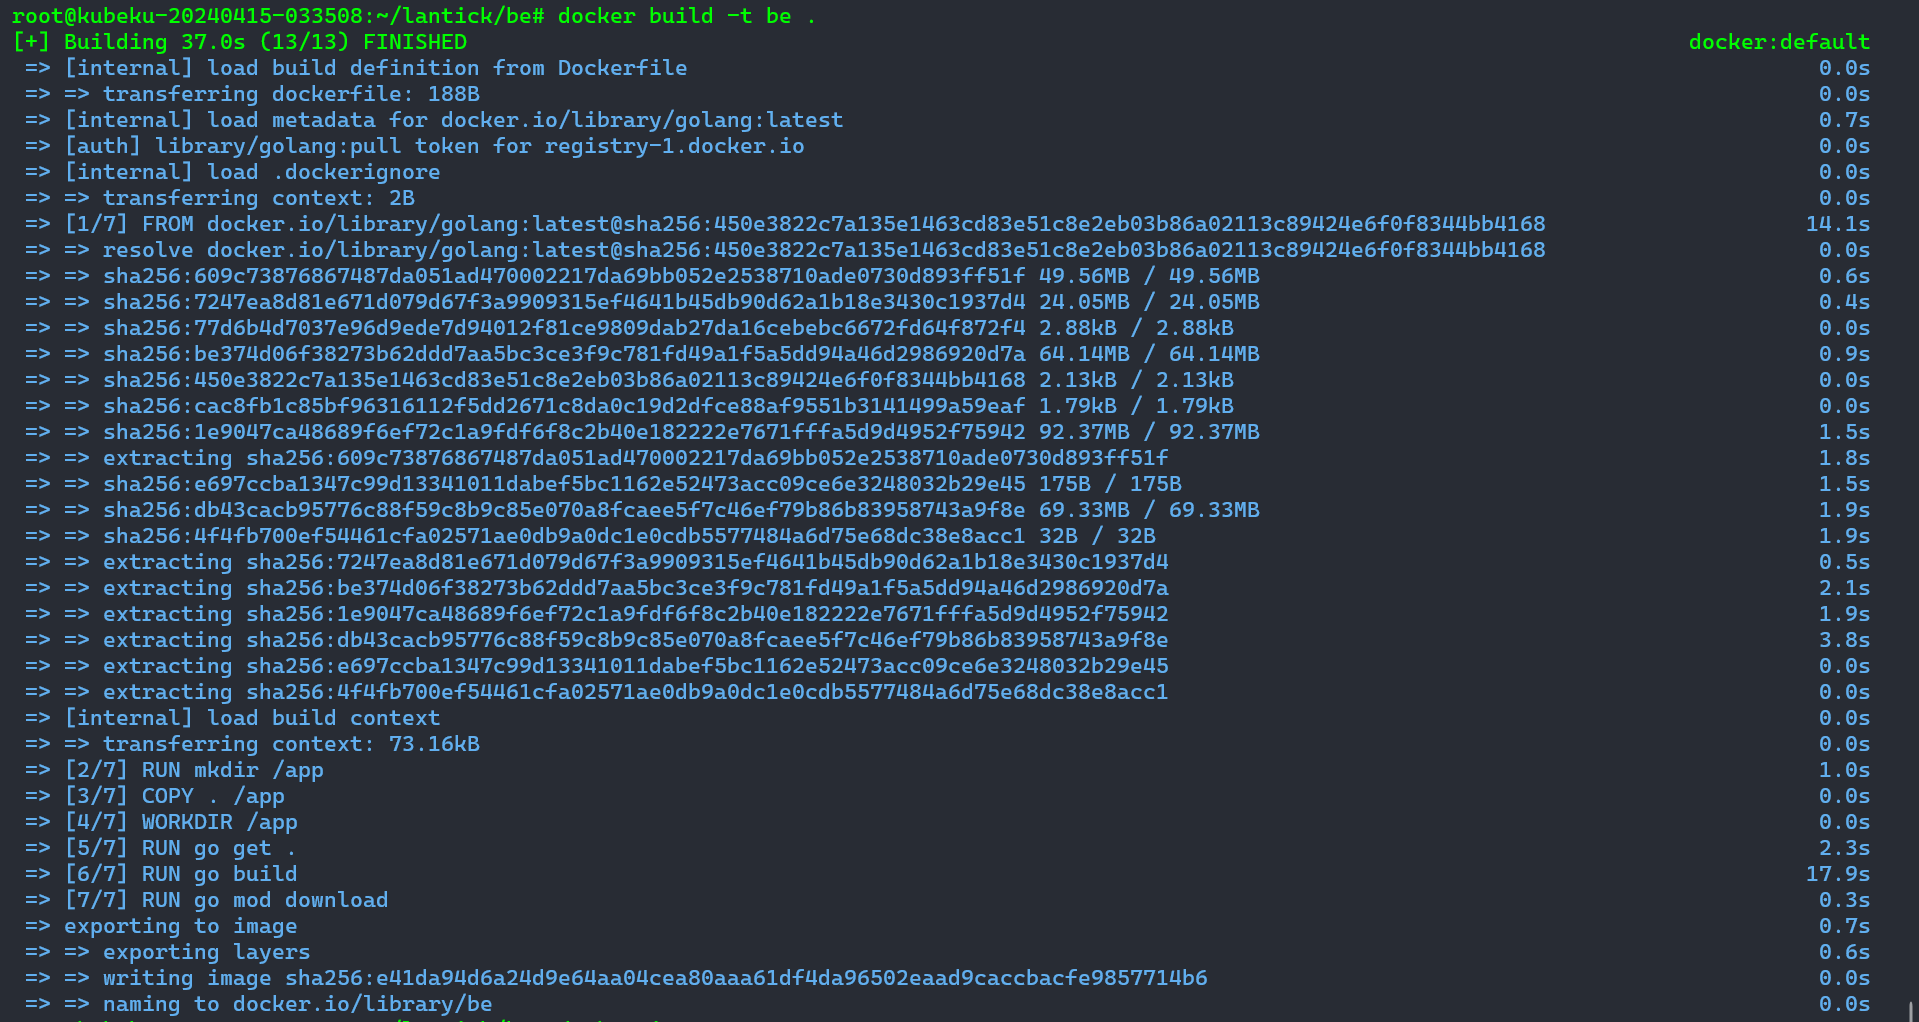 root@kubeku-20240415-033508:~/lantick/be# docker build -t be .
[+] Building 37.0s (13/13) FINISHED docker:default
=> [internal] load build definition from Dockerfile 0.0s
=> => transferring dockerfile: 188B 0.0s
=> [internal] load metadata for docker.io/library/golang:latest 0.7s
=> [auth] library/golang:pull token for registry-1.docker.io 0.0s
=> [internal] load .dockerignore 0.0s
=> => transferring context: 2B 0.0s
=> [1/7] FROM docker.io/library/golang:latest@sha256:450e3822c7a135e1463cd83e51c8e2eb03b86a02113c89424e6f0f8344bb4168 14.1s
=> => resolve docker.io/library/golang:latest@sha256:450e3822c7a135e1463cd83e51c8e2eb03b86a02113c89424e6f0f8344bb4168 0.0s
=> => sha256:609c73876867487da051ad470002217da69bb052e2538710ade0730d893ff51f 49.56MB / 49.56MB 0.6s
=> => sha256:7247ea8d81e671d079d67f3a9909315ef4641b45db90d62a1b18e3430c1937d4 24.05MB / 24.05MB 0.4s
=> => sha256:77d6b4d7037e96d9ede7d94012f81ce9809dab27da16cebebc6672fd64f872f4 2.88kB / 2.88kB 0.0s
=> => sha256:be374d06f38273b62ddd7aa5bc3ce3f9c781fd49a1f5a5dd94a46d2986920d7a 64.14MB / 64.14MB 0.9s
=> => sha256:450e3822c7a135e1463cd83e51c8e2eb03b86a02113c89424e6f0f8344bb4168 2.13kB / 2.13kB 0.0s
=> => sha256:cac8fb1c85bf96316112f5dd2671c8da0c19d2dfce88af9551b3141499a59eaf 1.79kB / 1.79kB 0.0s
=> => sha256:1e9047ca48689f6ef72c1a9fdf6f8c2b40e182222e7671fffa5d9d4952f75942 92.37MB / 92.37MB 1.5s
=> => extracting sha256:609c73876867487da051ad470002217da69bb052e2538710ade0730d893ff51f 1.8s
=> => sha256:e697ccba1347c99d13341011dabef5bc1162e52473acc09ce6e3248032b29e45 175B / 175B 1.5s
=> => sha256:db43cacb95776c88f59c8b9c85e070a8fcaee5f7c46ef79b86b83958743a9f8e 69.33MB / 69.33MB 1.9s
=> => sha256:4f4fb700ef54461cfa02571ae0db9a0dc1e0cdb5577484a6d75e68dc38e8acc1 32B / 32B 1.9s
=> => extracting sha256:7247ea8d81e671d079d67f3a9909315ef4641b45db90d62a1b18e3430c1937d4 0.5s
=> => extracting sha256:be374d06f38273b62ddd7aa5bc3ce3f9c781fd49a1f5a5dd94a46d2986920d7a 2.1s
=> => extracting sha256:1e9047ca48689f6ef72c1a9fdf6f8c2b40e182222e7671fffa5d9d4952f75942 1.9s
=> => extracting sha256:db43cacb95776c88f59c8b9c85e070a8fcaee5f7c46ef79b86b83958743a9f8e 3.8s
=> => extracting sha256:e697ccba1347c99d13341011dabef5bc1162e52473acc09ce6e3248032b29e45 0.0s
=> => extracting sha256:4f4fb700ef54461cfa02571ae0db9a0dc1e0cdb5577484a6d75e68dc38e8acc1 0.0s
=> [internal] load build context 0.0s
=> => transferring context: 73.16kB 0.0s
=> [2/7] RUN mkdir /app 1.0s
=> [3/7] COPY . /app 0.0s
=> [4/7] WORKDIR /app 0.0s
=> [5/7] RUN go get . 2.3s
=> [6/7] RUN go build 17.9s
=> [7/7] RUN go mod download 0.3s
=> exporting to image 0.7s
=> => exporting layers 0.6s
=> => writing image sha256:e41da94d6a24d9e64aa04cea80aaa61df4da96502eaad9caccbacfe9857714b6 0.0s
=> => naming to docker.io/library/be 0.0s